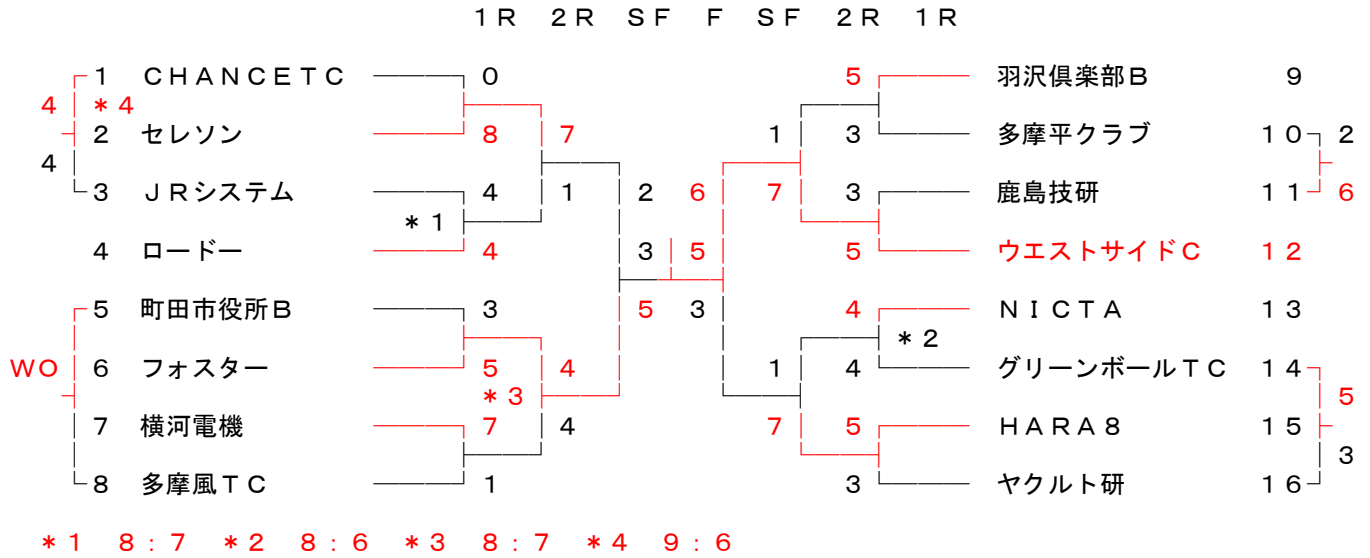 １Ｒ　２Ｒ　ＳＦ　Ｆ　ＳＦ　２Ｒ　１Ｒ
１　ＣＨＡＮＣＥＴＣ　０　５　羽沢倶楽部Ｂ　９
４　＊４
２　セレソン　８　７　１　３　多摩平クラブ　１０　２
４
３　ＪＲシステム　４　１　２　６　７　３　鹿島技研　１１　６
＊１
４　ロードー　４　３　５　５　ウエストサイドＣ　１２
５　町田市役所Ｂ　３　５　３　４　ＮＩＣＴＡ　１３
＊２
ＷＯ　６　フォスター　５　４　１　４　グリーンボールＴＣ　１４
＊３　５
７　横河電機　７　４　７　５　ＨＡＲＡ８　１５
３
８　多摩風ＴＣ　１　３　ヤクルト研　１６
＊１　８：７　＊２　８：６　＊３　８：７　＊４　９：６